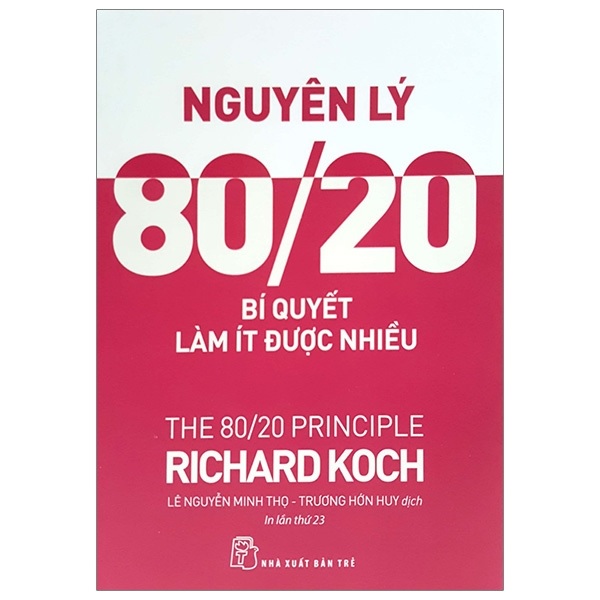 NGUYÊN LÝ
80/20
BÍ QUYẾT
LÀM ÍT ĐƯỢC NHIỀU
THE 80/20 PRINCIPLE
RICHARD KOCH
LÊ NGUYỄN MINH THỌ - TRƯƠNG HỚN HUY dịch
In lần thứ 23
NHÀ XUẤT BẢN TRẺ